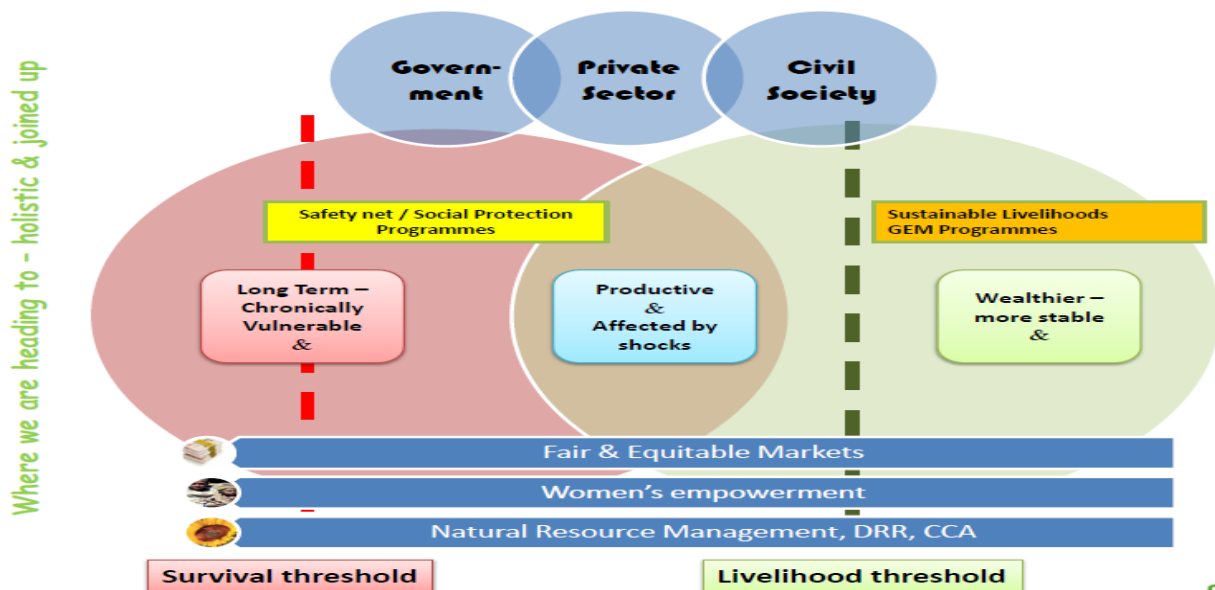 Where we are heading to - holistic & joined up
Govern-
ment
Private
Sector
Civil
Society
Safety net / Social Protection
Programmes
Sustainable Livelihoods
GEM Programmes
Long Term –
Chronically
Vulnerable
&
Productive
&
Affected by
shocks
Wealthier –
more stable
&
Fair & Equitable Markets
Women's empowerment
Natural Resource Management, DRR, CCA
Survival threshold
Livelihood threshold